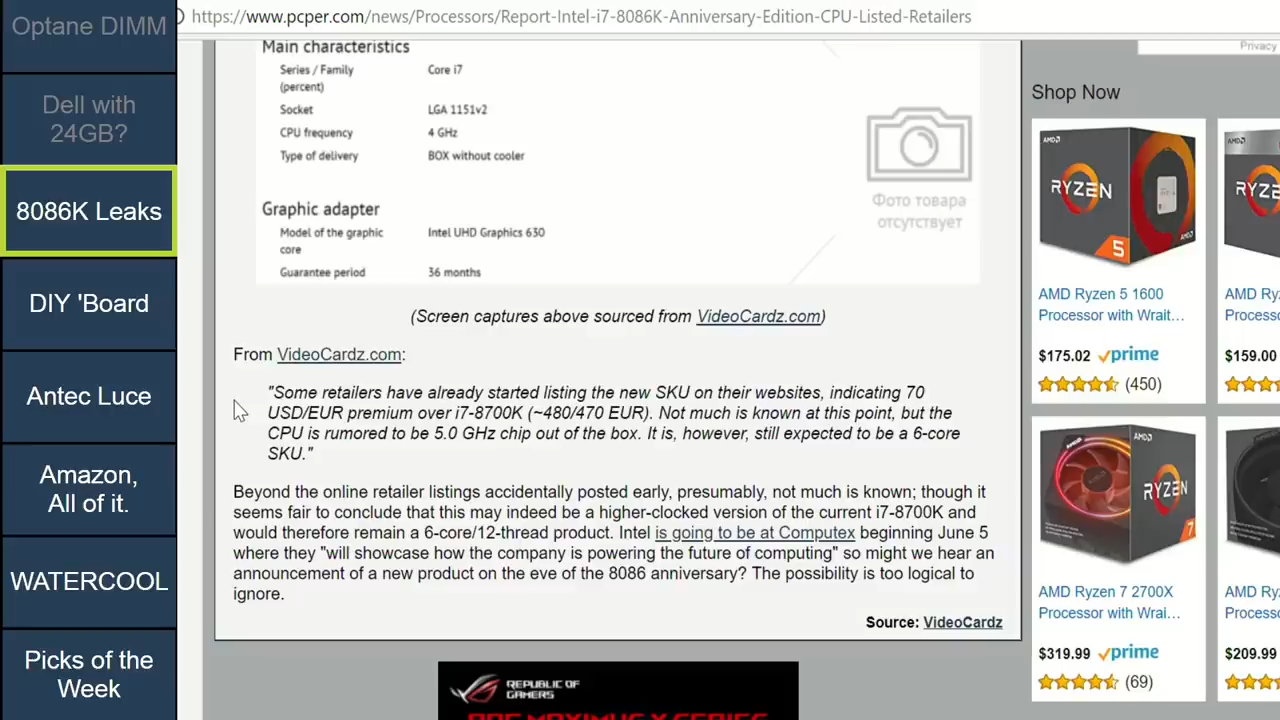 Optane DIMM
Dell with
24GB?
8086K Leaks
DIY 'Board
Antec Luce
Amazon,
All of it.
WATERCOOL
Picks of the
Week
https://www.pcper.com/news/Processors/Report-Intel-i7-8086K-Anniversary-Edition-CPU-Listed-Retailers
Main characteristics
Series / Family
(percent)
Core i7
Socket
LGA 1151v2
CPU frequency
4 GHz
Type of delivery
BOX without cooler
Graphic adapter
Model of the graphic
core
Intel UHD Graphics 630
Guarantee period
36 months
Фото товара
отсутствует
(Screen captures above sourced from VideoCardz.com)
From VideoCardz.com:
"Some retailers have already started listing the new SKU on their websites, indicating 70
USD/EUR premium over i7-8700K (~480/470 EUR). Not much is known at this point, but the
CPU is rumored to be 5.0 GHz chip out of the box. It is, however, still expected to be a 6-core
SKU."
Beyond the online retailer listings accidentally posted early, presumably, not much is known; though it
seems fair to conclude that this may indeed be a higher-clocked version of the current i7-8700K and
would therefore remain a 6-core/12-thread product. Intel is going to be at Computex beginning June 5
where they "will showcase how the company is powering the future of computing" so might we hear an
announcement of a new product on the eve of the 8086 anniversary? The possibility is too logical to
ignore.
Source: VideoCardz
REPUBLIC OF
GAMERS
Privacy
Shop Now
AMD
RYZEN
5
AMD
AMD Ryzen 5 1600
Processor with Wrait...
$175.02 prime
(450)
AMD
RYZE
AMD Ry
Process
$159.00
AMD
RYZEN
7
AMD Ryzen 7 2700X
Processor with Wrai...
$319.99 prime
(69)
AMD Ry
Process
$209.99